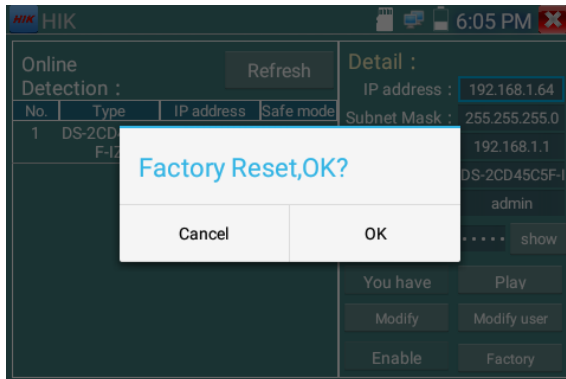 HIK HIK 6:05 PM
Online
Detection :
Refresh
No. Type IP address Safe mode
1 DS-2CD
F-IZ
Detail :
IP address : 192.168.1.64
Subnet Mask : 255.255.255.0
192.168.1.1
DS-2CD45C5F-I
admin
show
Factory Reset,OK?
Cancel OK
You have Play
Modify Modify user
Enable Factory